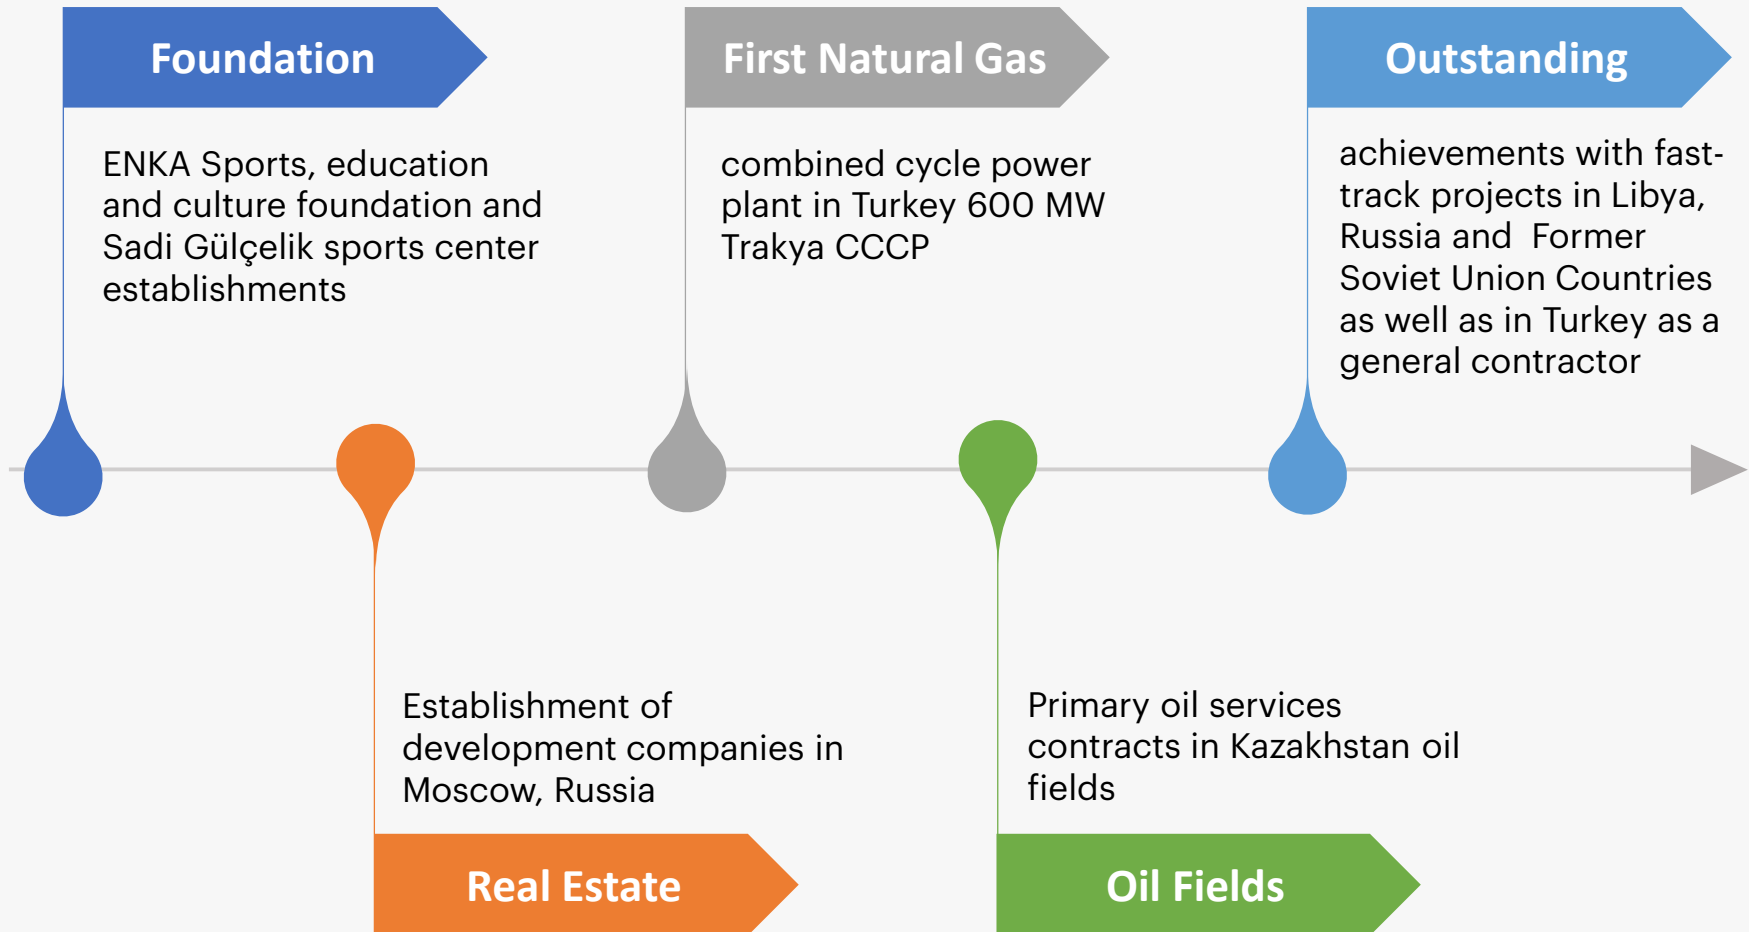 Foundation
ENKA Sports, education
and culture foundation and
Sadi Gülçelik sports center
establishments
First Natural Gas
combined cycle power
plant in Turkey 600 MW
Trakya CCCP
Outstanding
achievements with fast-
track projects in Libya,
Russia and  Former
Soviet Union Countries
as well as in Turkey as a
general contractor
Establishment of
development companies in
Moscow, Russia
Real Estate
Primary oil services
contracts in Kazakhstan oil
fields
Oil Fields